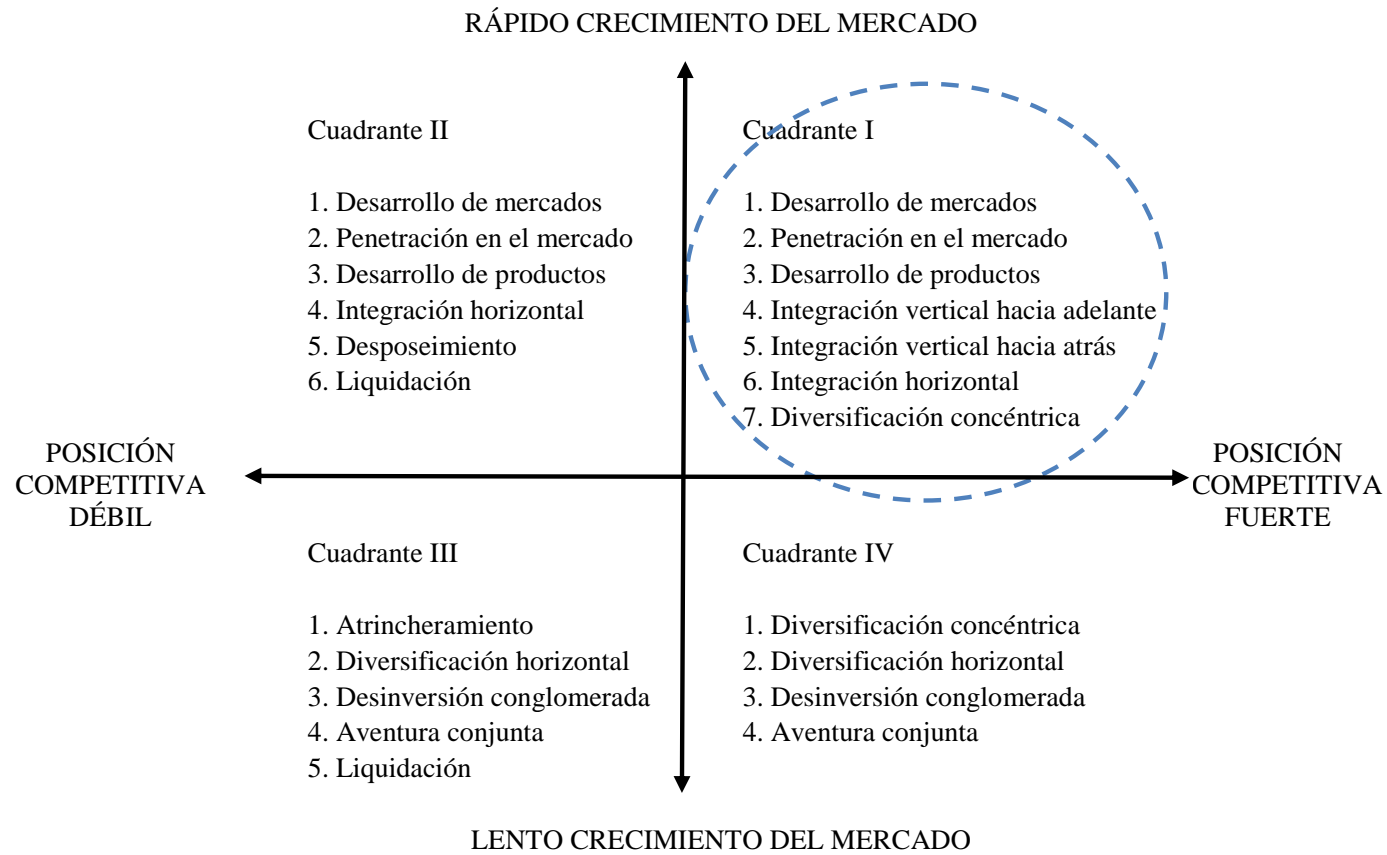 RÁPIDO CRECIMIENTO DEL MERCADO
Cuadrante II
1. Desarrollo de mercados
2. Penetración en el mercado
3. Desarrollo de productos
4. Integración horizontal
5. Desposeimiento
6. Liquidación
Cuadrante I
1. Desarrollo de mercados
2. Penetración en el mercado
3. Desarrollo de productos
4. Integración vertical hacia adelante
5. Integración vertical hacia atrás
6. Integración horizontal
7. Diversificación concéntrica
POSICIÓN
COMPETITIVA
DÉBIL
POSICIÓN
COMPETITIVA
FUERTE
Cuadrante III
1. Atrincheramiento
2. Diversificación horizontal
3. Desinversión conglomerada
4. Aventura conjunta
5. Liquidación
Cuadrante IV
1. Diversificación concéntrica
2. Diversificación horizontal
3. Desinversión conglomerada
4. Aventura conjunta
LENTO CRECIMIENTO DEL MERCADO